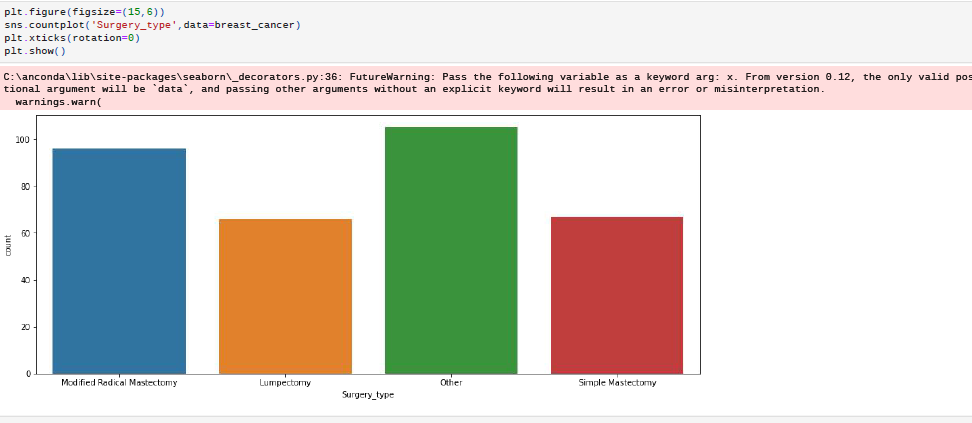 plt.figure(figsize=(15,6))
sns.countplot('Surgery_type',data=breast_cancer)
plt.xticks(rotation=0)
plt.show()
C:\anconda\lib\site-packages\seaborn\_decorators.py:36: FutureWarning: Pass the following variable as a keyword arg: x. From version 0.12, the only valid pos
tional argument will be `data`, and passing other arguments without an explicit keyword will result in an error or misinterpretation.
warnings.warn(
100
80
60
40
20
0
count
Modified Radical Mastectomy Lumpectomy Other Simple Mastectomy
Surgery_type